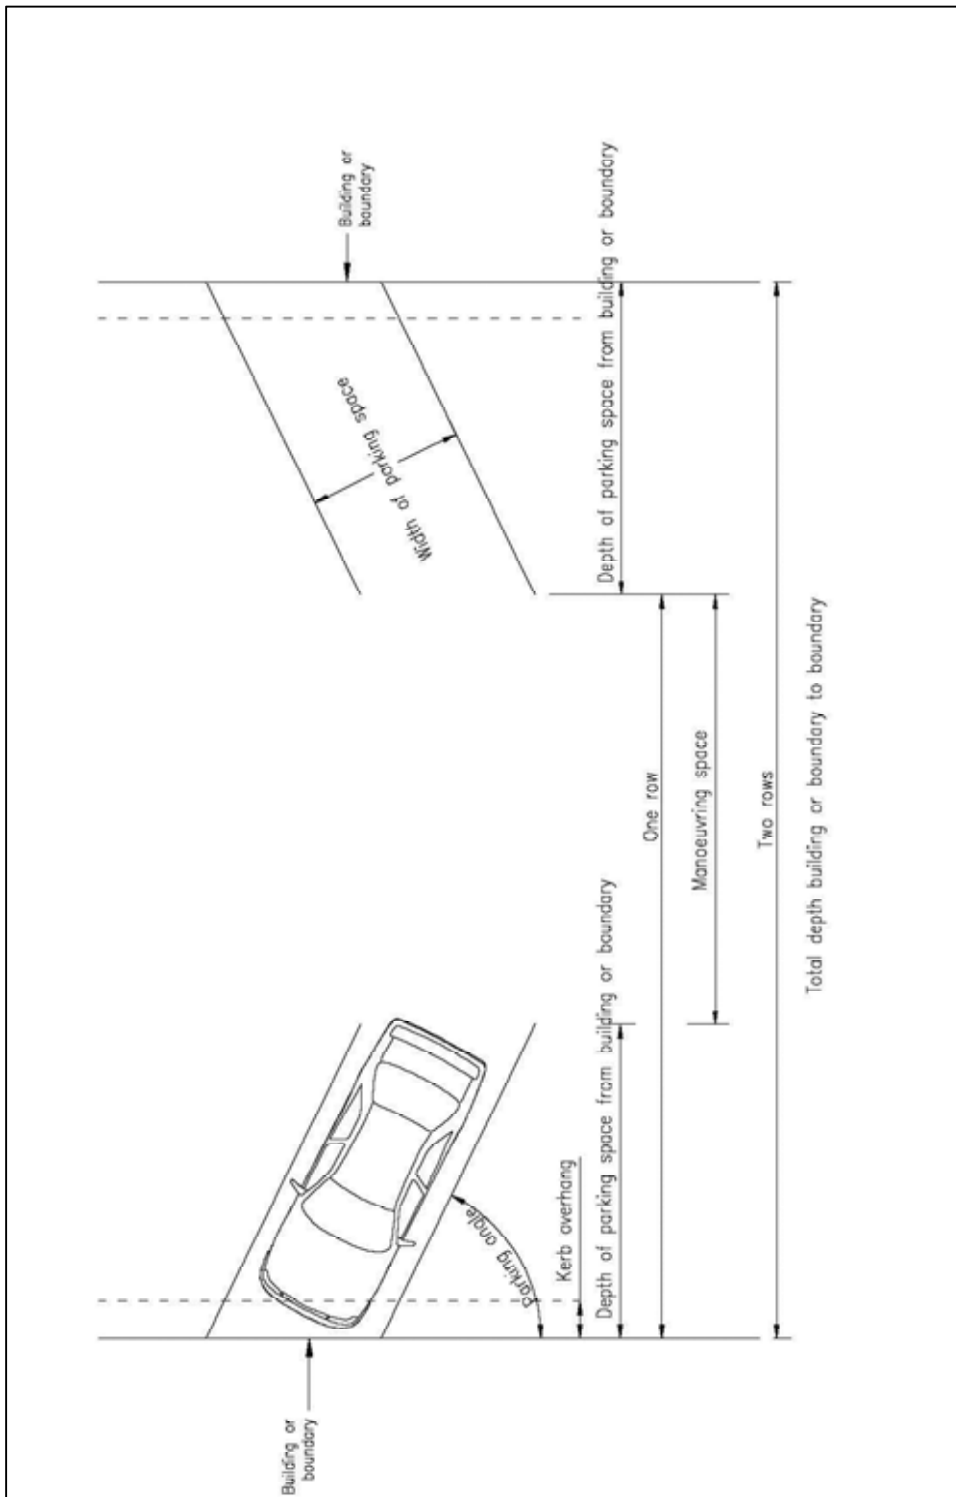 Building or
boundary
Width of parking space
Depth of parking space from building or boundary
One row
Manoeuvring space
Two rows
Total depth building or boundary to boundary
Parking angle
Kerb overhang
Depth of parking space from building or boundary
Building or
boundary